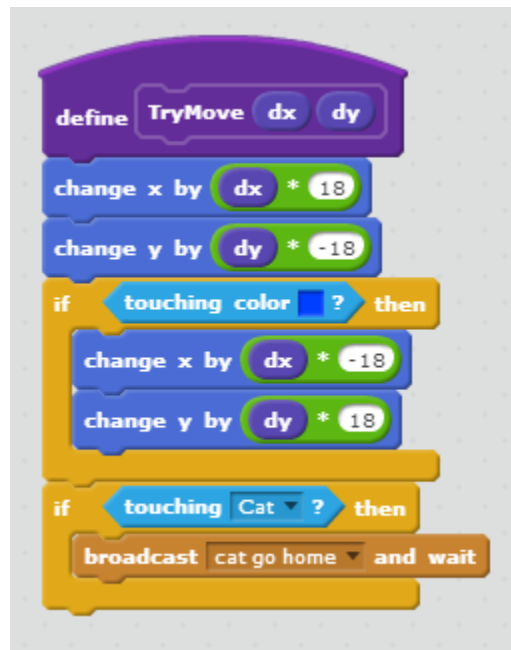 define TryMove dx dy
change x by dx * 18
change y by dy * -18
if touching color ? then
change x by dx * -18
change y by dy * 18
if touching Cat ? then
broadcast cat go home and wait